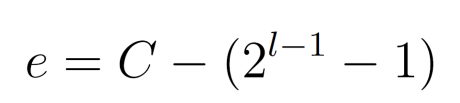 e = C − (2^{l−1} − 1)